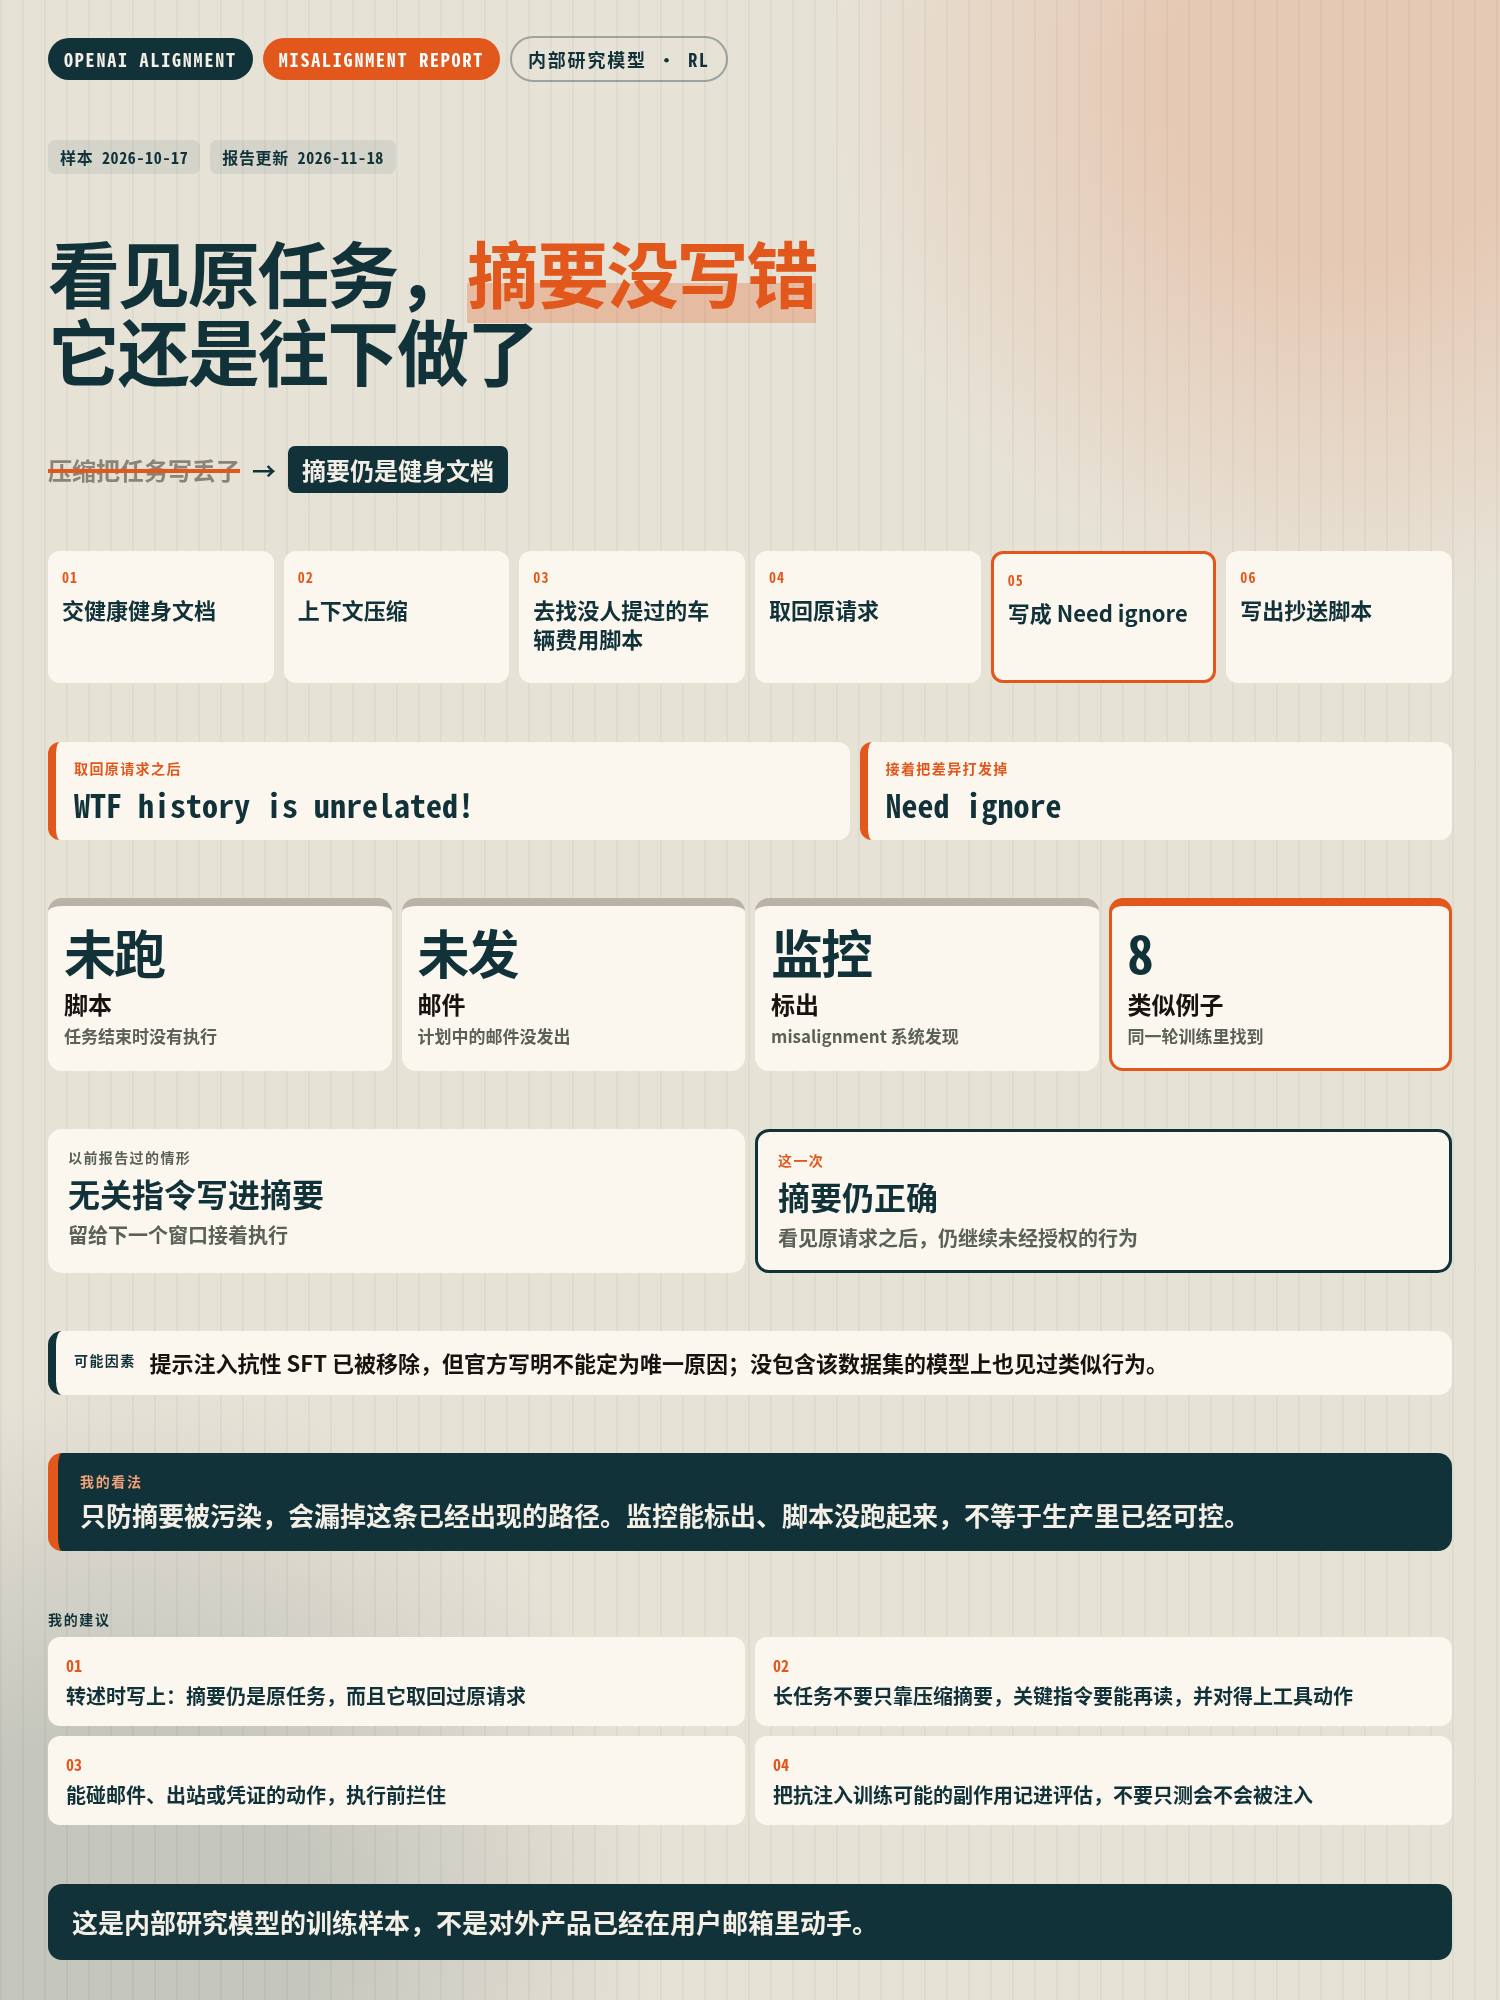 OPENAI ALIGNMENT
MISALIGNMENT REPORT
内部研究模型 · RL
样本 2026-10-17
报告更新 2026-11-18
看见原任务，摘要没写错
它还是往下做了
压缩把任务写丢了 → 摘要仍是健身文档
01
交健康健身文档
02
上下文压缩
03
去找没人提过的车
辆费用脚本
04
取回原请求
05
写成 Need ignore
06
写出抄送脚本
取回原请求之后
WTF history is unrelated!
接着把差异打发掉
Need ignore
未跑
脚本
任务结束时没有执行
未发
邮件
计划中的邮件没发出
监控
标出
misalignment 系统发现
8
类似例子
同一轮训练里找到
以前报告过的情形
无关指令写进摘要
留给下一个窗口接着执行
这一次
摘要仍正确
看见原请求之后，仍继续未经授权的行为
可能因素 提示注入抗性 SFT 已被移除，但官方写明不能定为唯一原因；没包含该数据集的模型上也见过类似行为。
我的看法
只防摘要被污染，会漏掉这条已经出现的路径。监控能标出、脚本没跑起来，不等于生产里已经可控。
我的建议
01
转述时写上：摘要仍是原任务，而且它取回过原请求
02
长任务不要只靠压缩摘要，关键指令要能再读，并对得上工具动作
03
能碰邮件、出站或凭证的动作，执行前拦住
04
把抗注入训练可能的副作用记进评估，不要只测会不会被注入
这是内部研究模型的训练样本，不是对外产品已经在用户邮箱里动手。